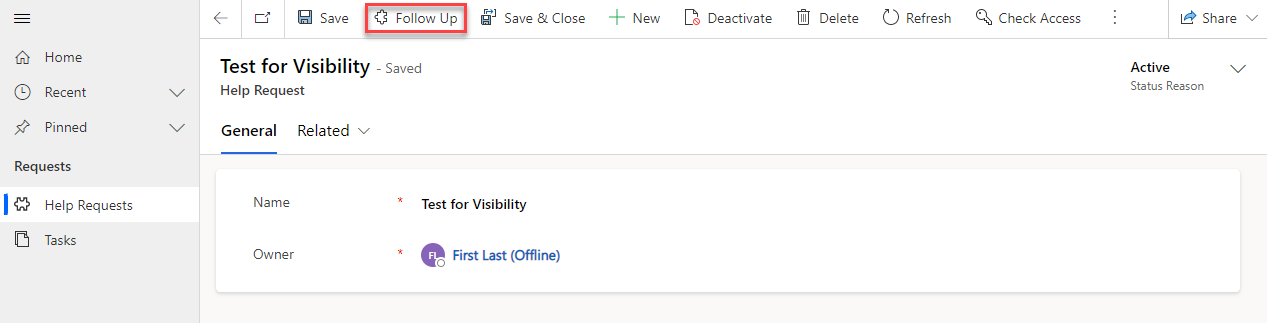 Save Follow Up Save & Close New Deactivate Delete Refresh Check Access Share
Home
Recent
Pinned
Requests
Help Requests
Tasks
Test for Visibility - Saved
Help Request
Active
Status Reason
General Related
Name * Test for Visibility
Owner * FL First Last (Offline)